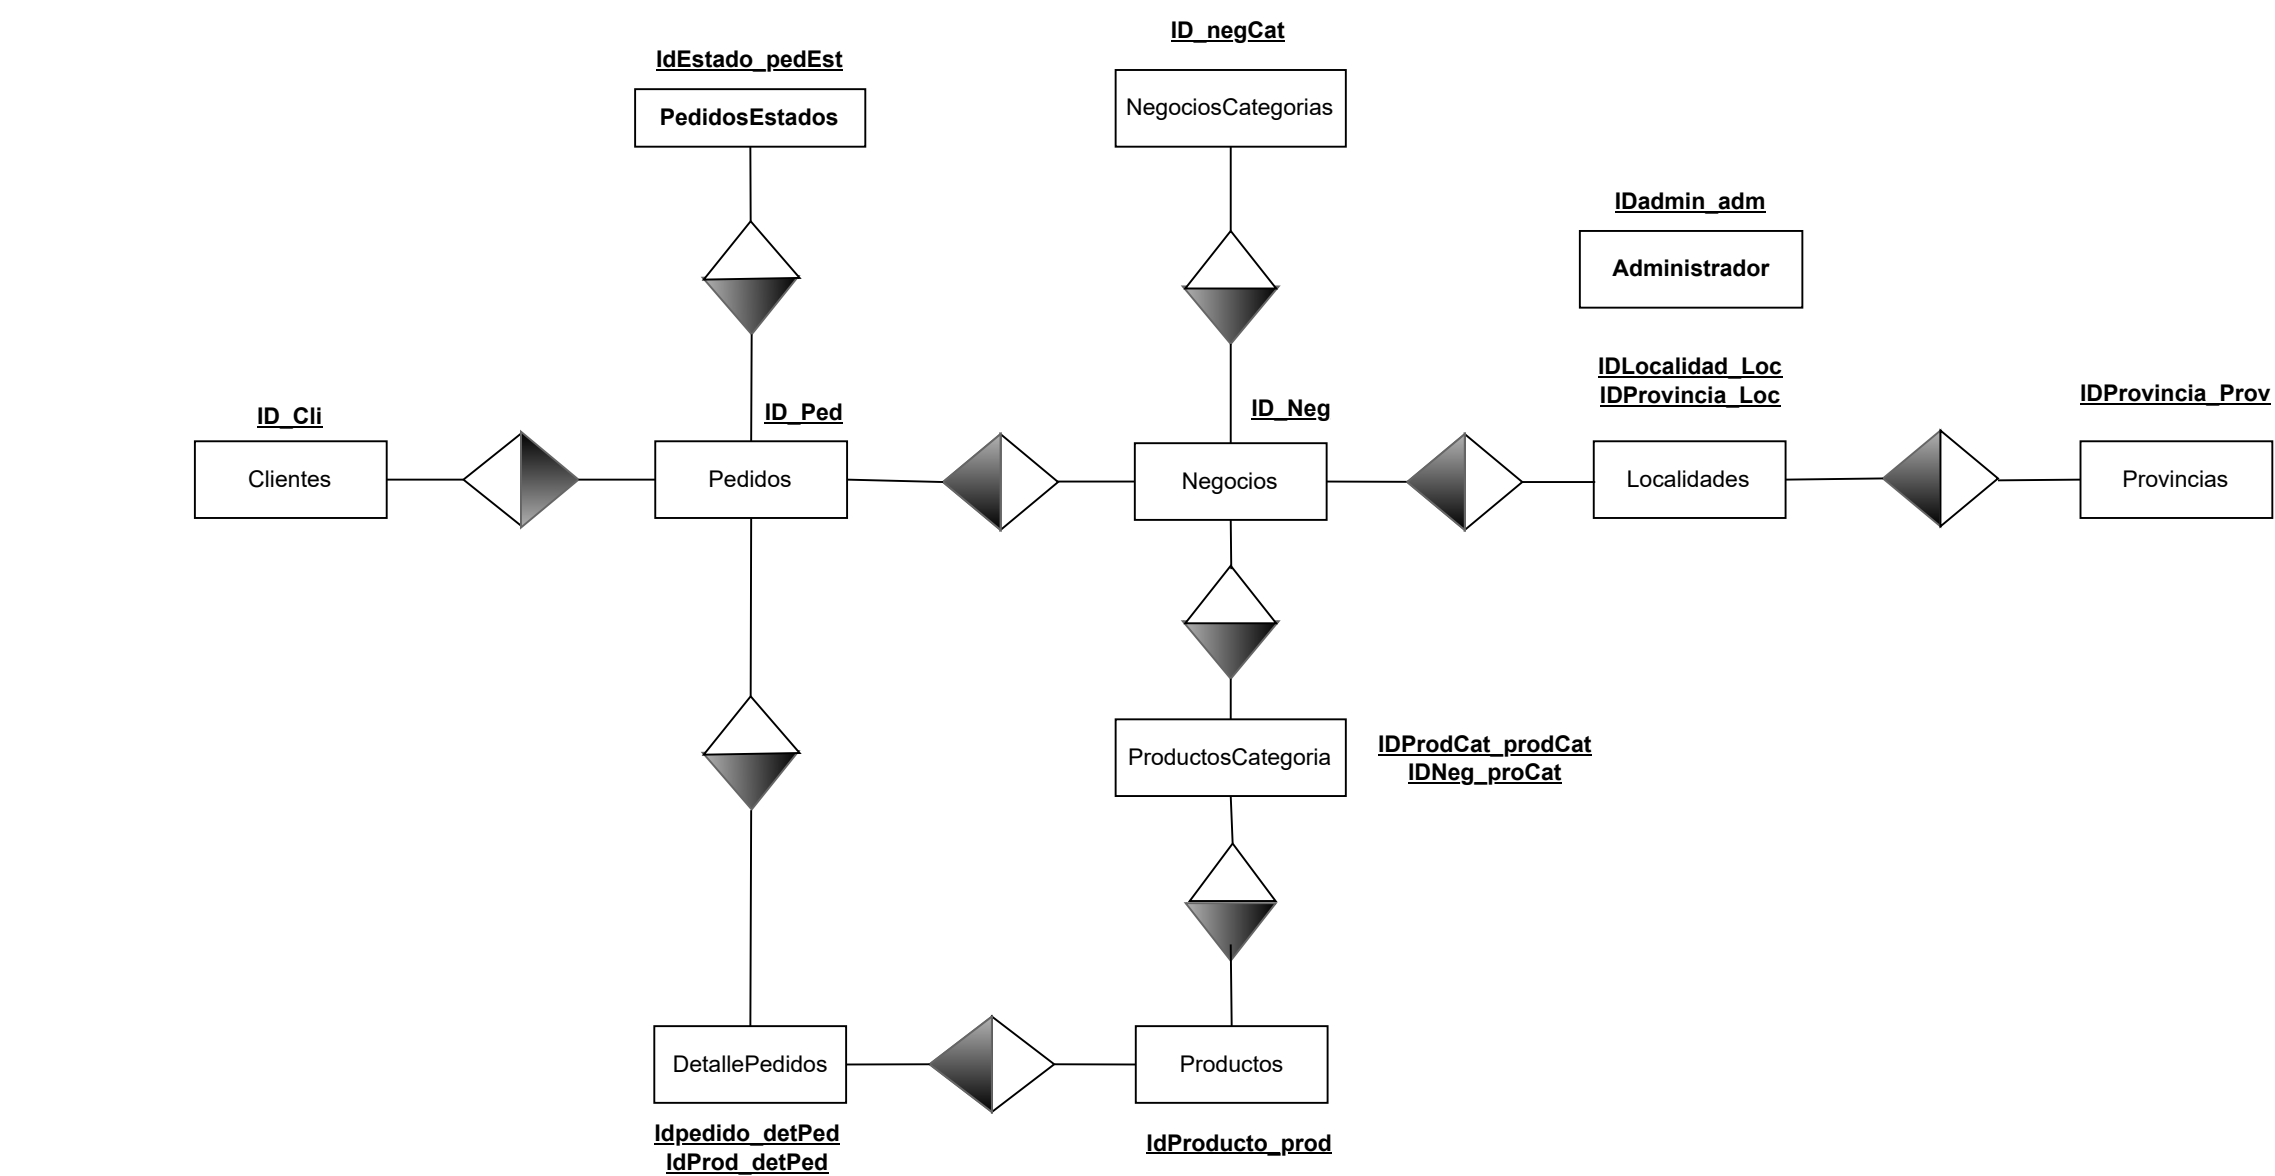 ID_negCat
IdEstado_pedEst
NegociosCategorias
PedidosEstados
IDadmin_adm
Administrador
IDLocalidad_Loc
IDProvincia_Loc
IDProvincia_Prov
ID_Cli
ID_Ped
ID_Neg
Clientes
Pedidos
Negocios
Localidades
Provincias
ProductosCategoria
IDProdCat_prodCat
IDNeg_proCat
DetallePedidos
Productos
Idpedido_detPed
IdProd_detPed
IdProducto_prod